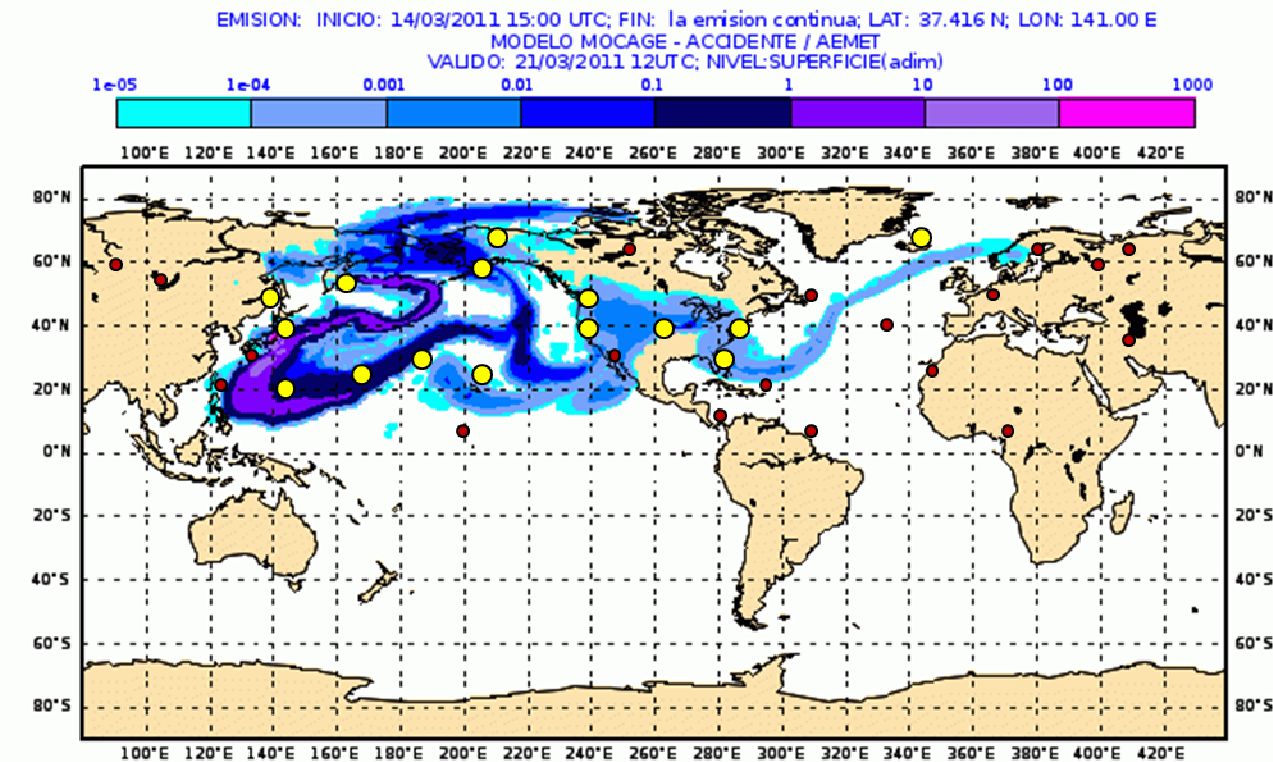 EMISION: INICIO: 14/03/2011 15:00 UTC; FIN: la emision continua; LAT: 37.416 N; LON: 141.00 E
MODELO MOCAGE - ACCIDENTE / AEMET
VALIDO: 21/03/2011 12UTC; NIVEL:SUPERFICIE(adim)
1e-05 1e-04 0.001 0.01 0.1 1 10 100 1000
100°E 120°E 140°E 160°E 180°E 200°E 220°E 240°E 260°E 280°E 300°E 320°E 340°E 360°E 380°E 400°E 420°E
80°N 80°N
60°N 60°N
40°N 40°N
20°N 20°N
0°N 0°N
20°S 20°S
40°S 40°S
60°S 60°S
80°S 80°S
100°E 120°E 140°E 160°E 180°E 200°E 220°E 240°E 260°E 280°E 300°E 320°E 340°E 360°E 380°E 400°E 420°E